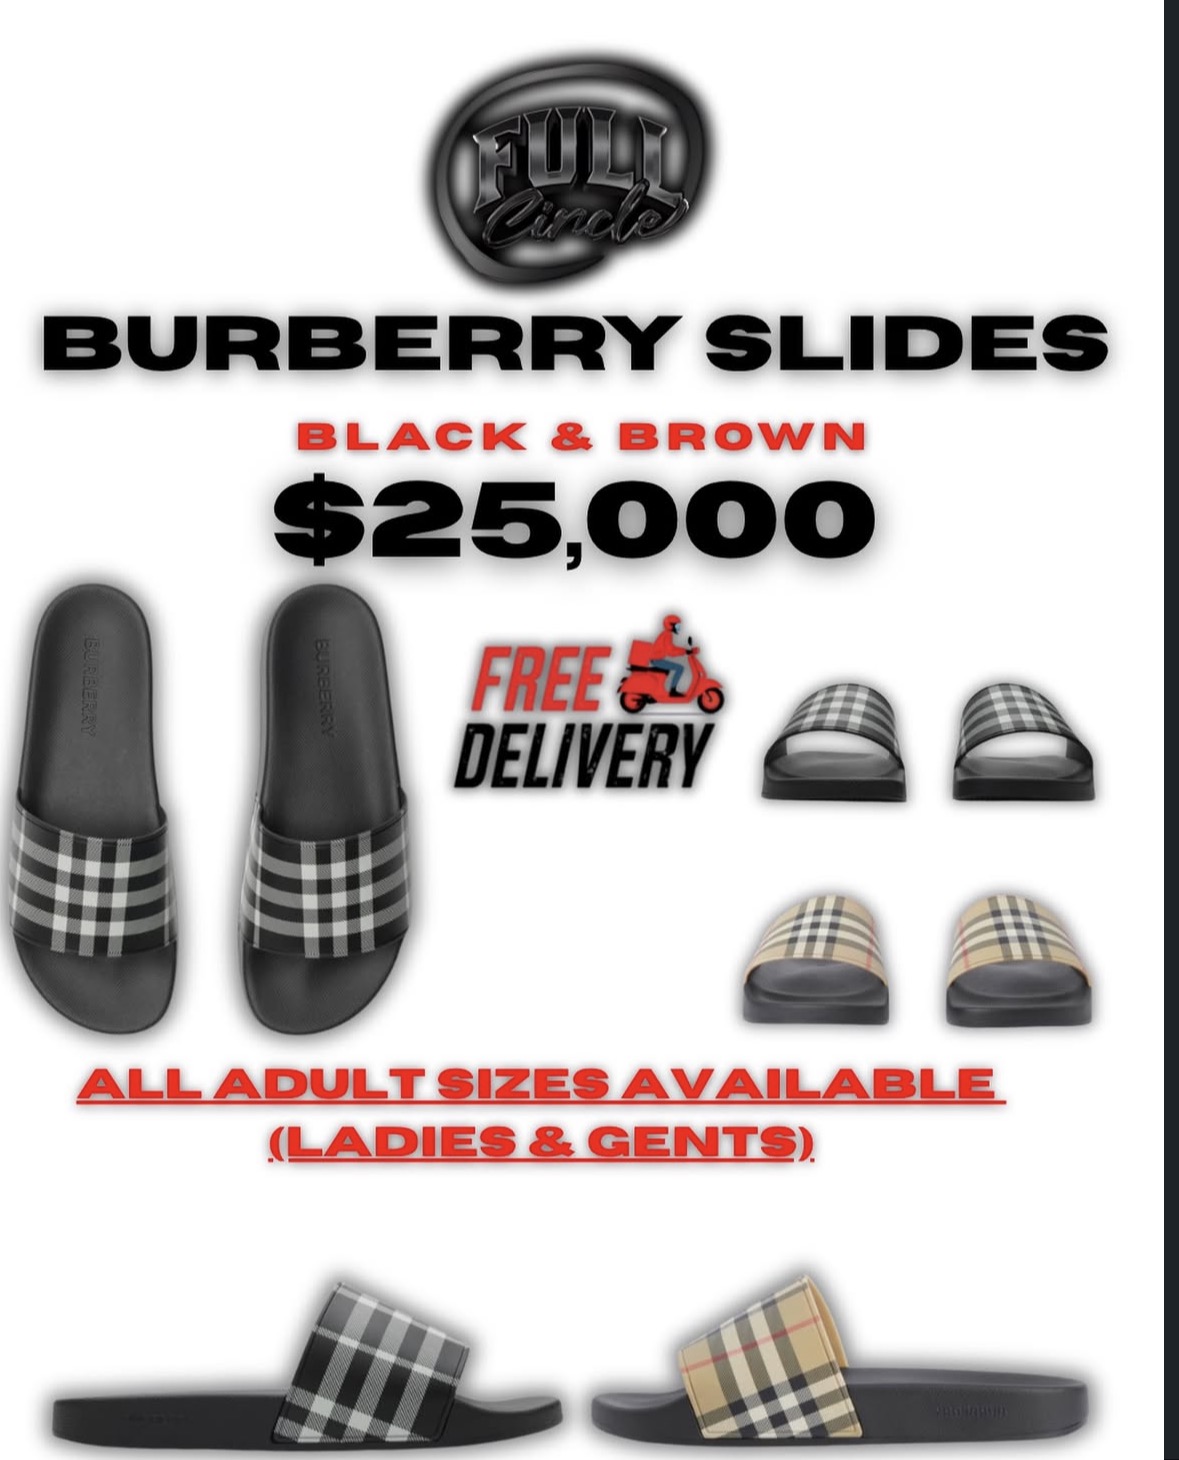 FULL
Circle
BURBERRY SLIDES
BLACK & BROWN
$25,000
BURBERRY
BURBERRY
FREE
DELIVERY
ALL ADULT SIZES AVAILABLE
(LADIES & GENTS)